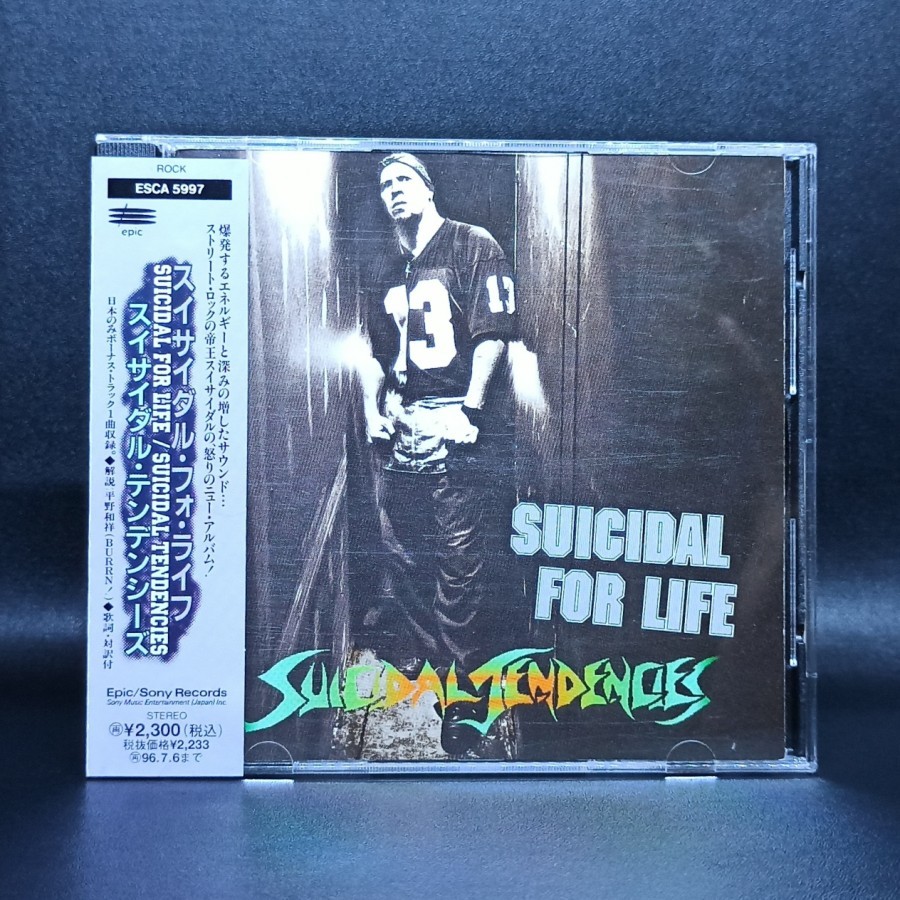 ROCK
ESCA 5997
epic
爆発するエネルギーと深みの増したサウンド…
ストリート・ロックの帝王スイサイダルの、怒りのニュー・アルバム!
スイサイダル・フォ・ライフ
SUICIDAL FOR LIFE / SUICIDAL TENDENCIES
スイサイダル・テンデンシーズ
日本のみボーナス・トラック1曲収録。◆解説 平野和祥(BURRN!)◆歌詞・対訳付
Epic/Sony Records
Sony Music Entertainment (Japan) Inc.
STEREO
㊢¥2,300(税込)
税抜価格¥2,233
㊢96.7.6まで
13
13
SUICIDAL
FOR LIFE
SUICIDAL TENDENCIES